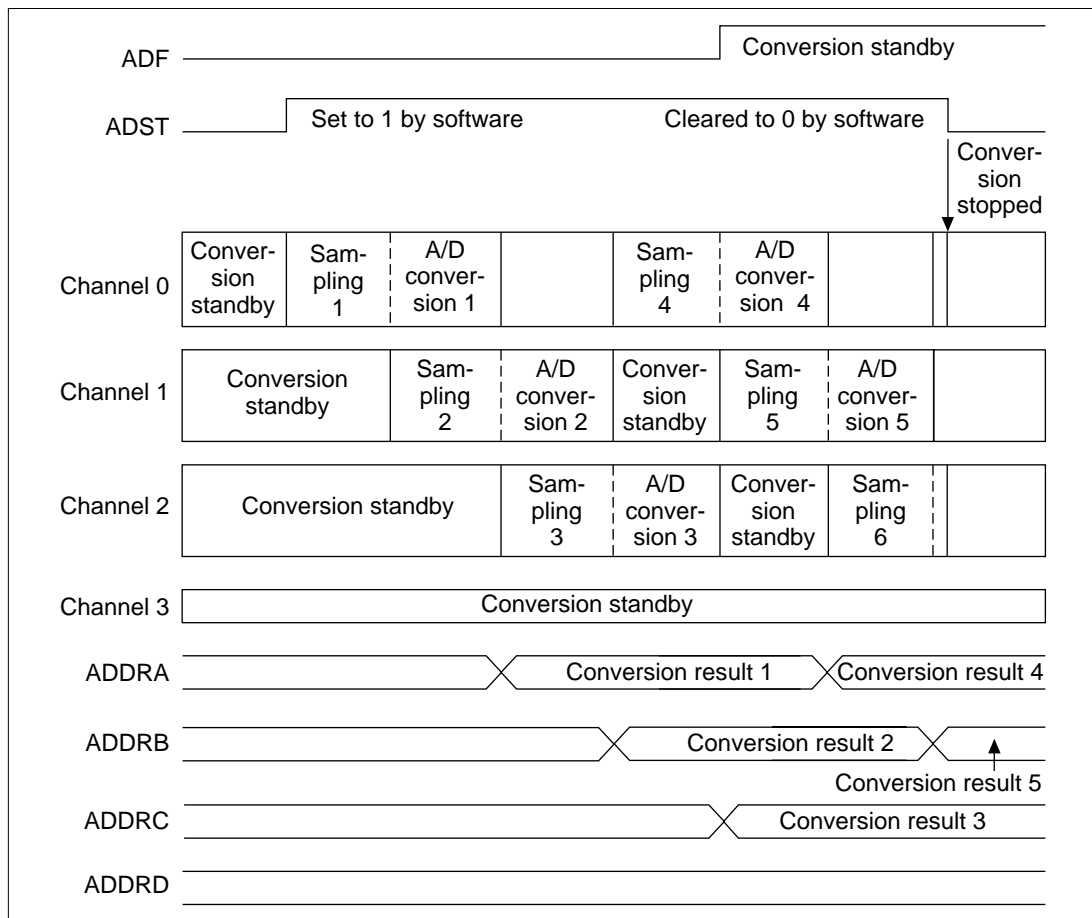 ADF
Conversion standby
ADST
Set to 1 by software
Cleared to 0 by software
Conver-
sion
stopped
Channel 0
Conver-
sion
standby
Sam-
pling
1
A/D
conver-
sion 1
Sam-
pling
4
A/D
conver-
sion 4
Channel 1
Conversion
standby
Sam-
pling
2
A/D
conver-
sion 2
Conver-
sion
standby
Sam-
pling
5
A/D
conver-
sion 5
Channel 2
Conversion standby
Sam-
pling
3
A/D
conver-
sion 3
Conver-
sion
standby
Sam-
pling
6
Channel 3
Conversion standby
ADDRA
Conversion result 1
Conversion result 4
ADDRB
Conversion result 2
Conversion result 5
ADDRC
Conversion result 3
ADDRD